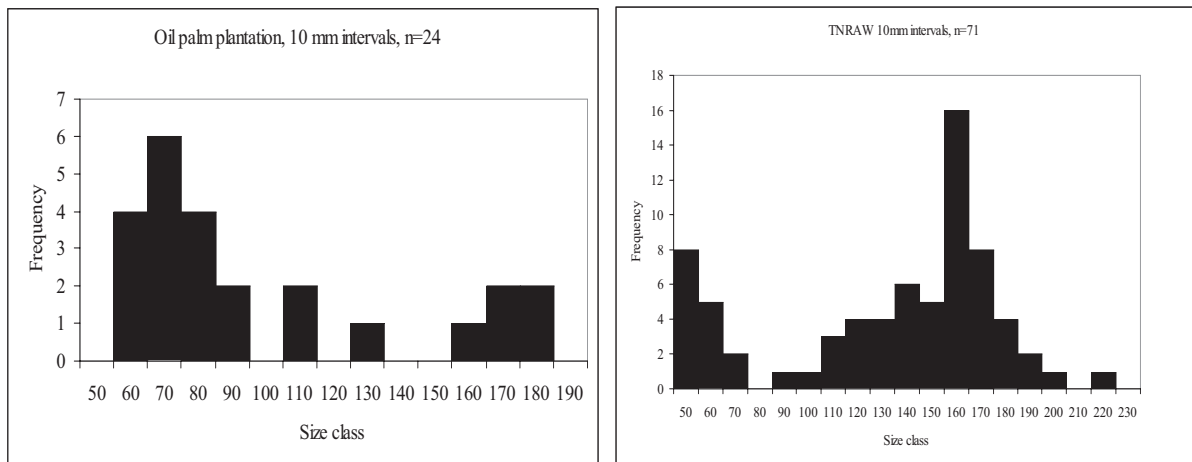 Oil palm plantation, 10 mm intervals, n=24
7
6
5
4
3
2
1
0
Frequency
50 60 70 80 90 100 110 120 130 140 150 160 170 180 190
Size class
TNRAW 10mm intervals, n=71
18
16
14
12
10
8
6
4
2
0
Frequency
50 60 70 80 90 100 110 120 130 140 150 160 170 180 190 200 210 220 230
Size class